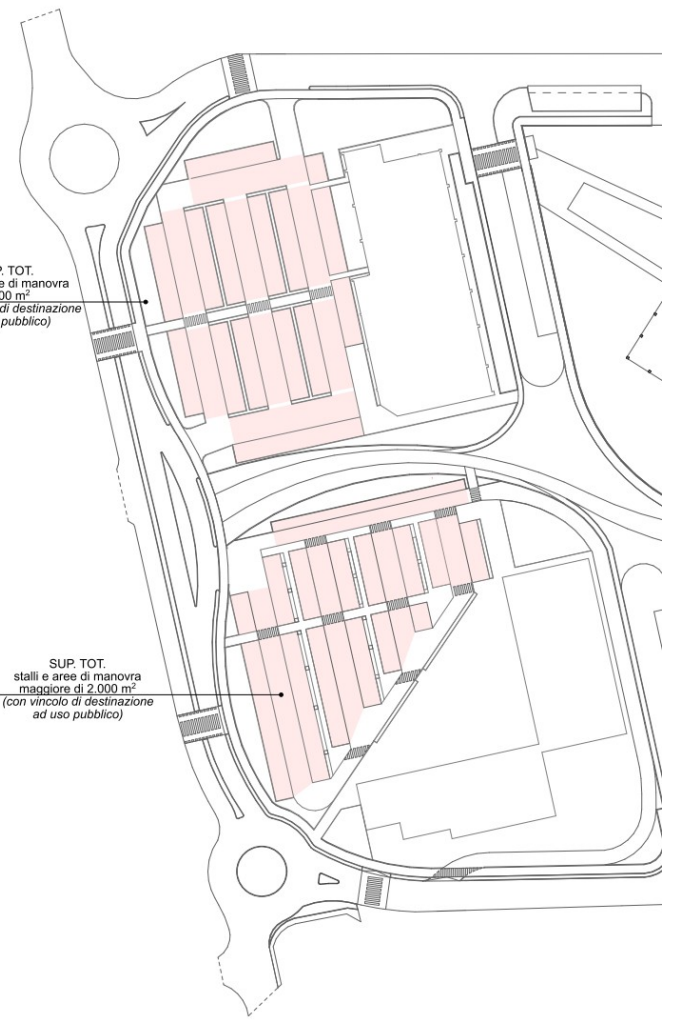 P. TOT.
e di manovra
00 m²
di destinazione
pubblico)
SUP. TOT.
stalli e aree di manovra
maggiore di 2.000 m²
(con vincolo di destinazione
ad uso pubblico)